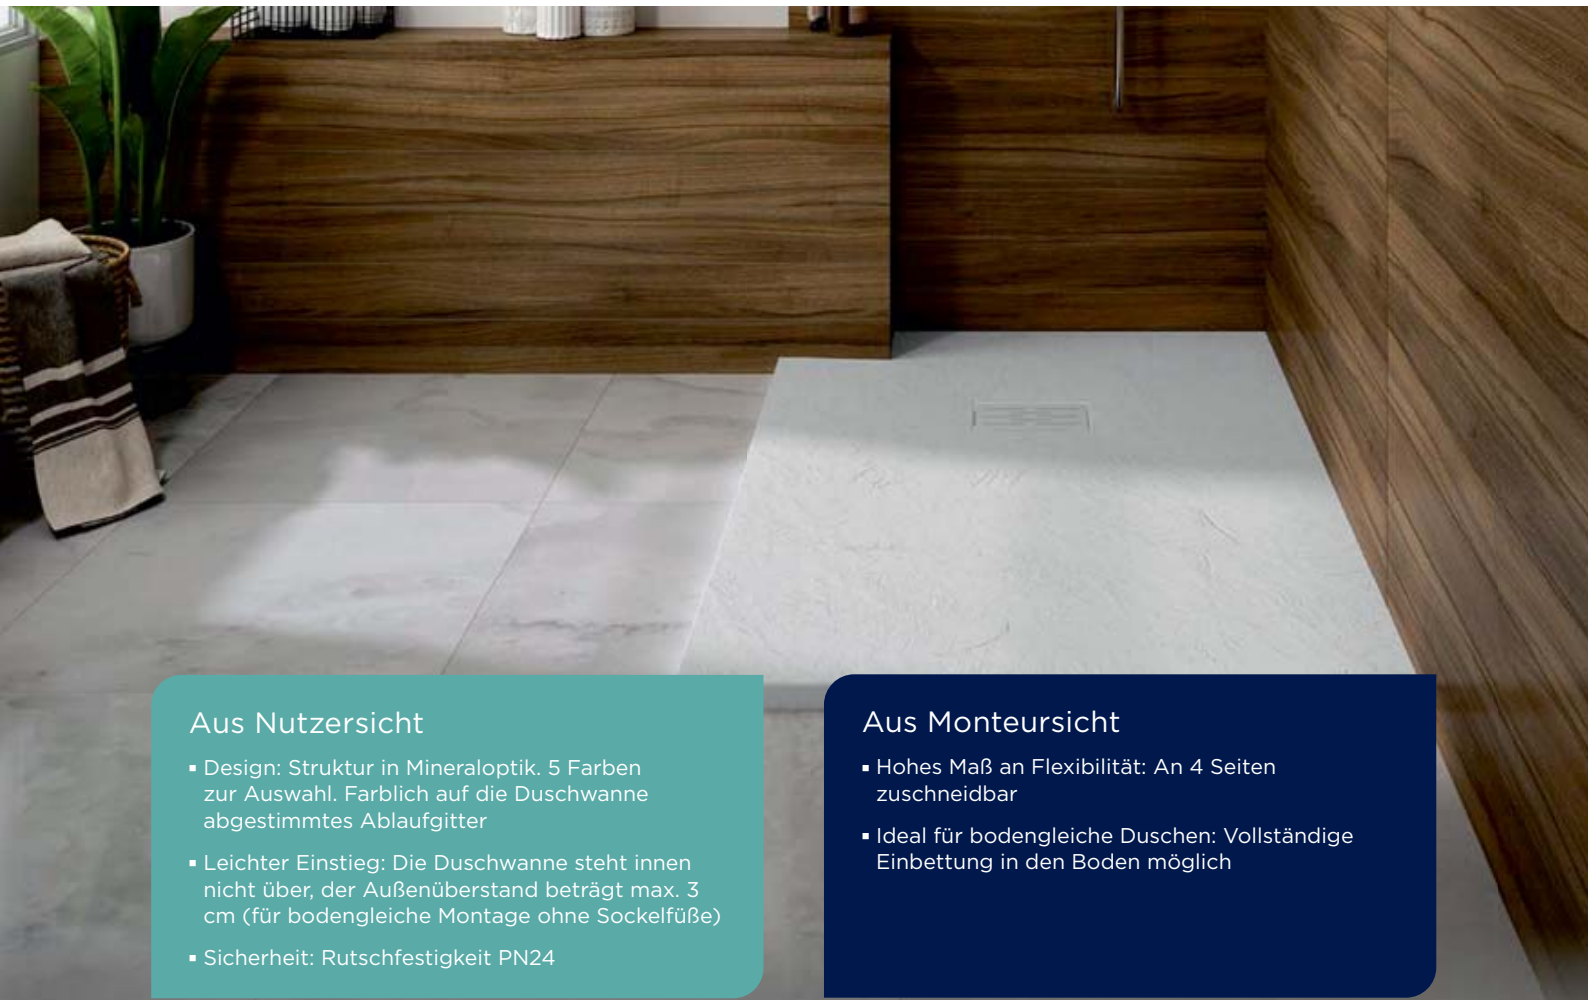 Aus Nutzersicht
▪ Design: Struktur in Mineraloptik. 5 Farben
zur Auswahl. Farblich auf die Duschwanne
abgestimmtes Ablaufgitter
▪ Leichter Einstieg: Die Duschwanne steht innen
nicht über, der Außenüberstand beträgt max. 3
cm (für bodengleiche Montage ohne Sockelfüße)
▪ Sicherheit: Rutschfestigkeit PN24
Aus Monteursicht
▪ Hohes Maß an Flexibilität: An 4 Seiten
zuschneidbar
▪ Ideal für bodengleiche Duschen: Vollständige
Einbettung in den Boden möglich